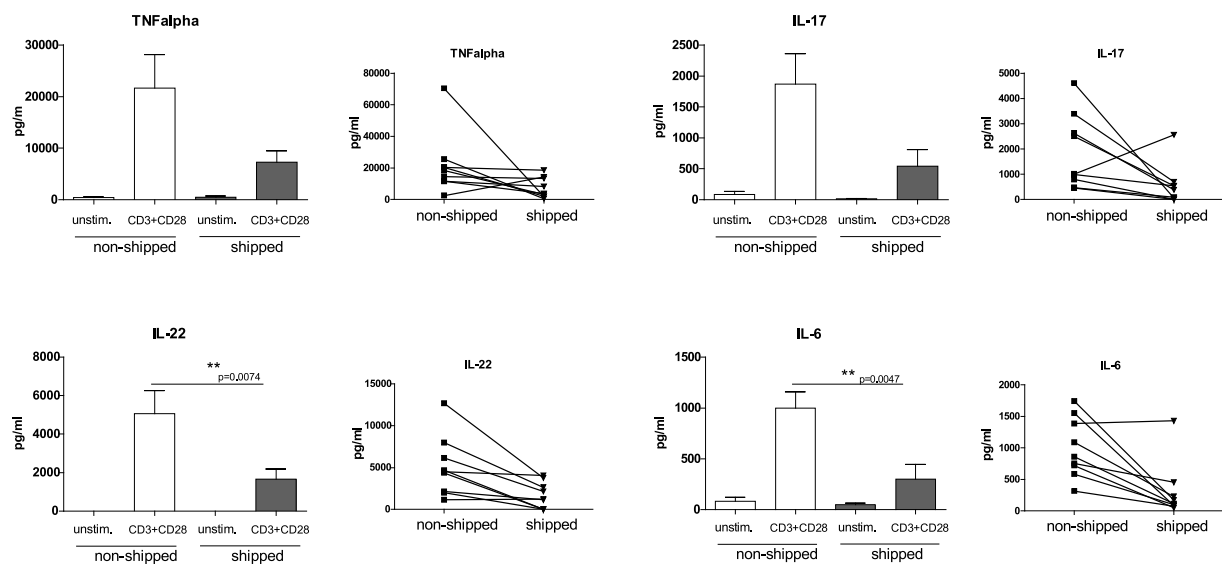 TNFalpha
30000
20000
10000
0
pg/m
unstim. CD3+CD28 unstim. CD3+CD28
non-shipped shipped
TNFalpha
80000
60000
40000
20000
0
pg/ml
non-shipped shipped
IL-17
2500
2000
1500
1000
500
0
pg/ml
unstim. CD3+CD28 unstim. CD3+CD28
non-shipped shipped
IL-17
5000
4000
3000
2000
1000
0
pg/ml
non-shipped shipped
IL-22
8000
6000
4000
2000
0
pg/ml
**
p=0.0074
unstim. CD3+CD28 unstim. CD3+CD28
non-shipped shipped
IL-22
15000
10000
5000
0
pg/ml
non-shipped shipped
IL-6
1500
1000
500
0
pg/ml
** p=0.0047
unstim. CD3+CD28 unstim. CD3+CD28
non-shipped shipped
IL-6
2000
1500
1000
500
0
pg/ml
non-shipped shipped